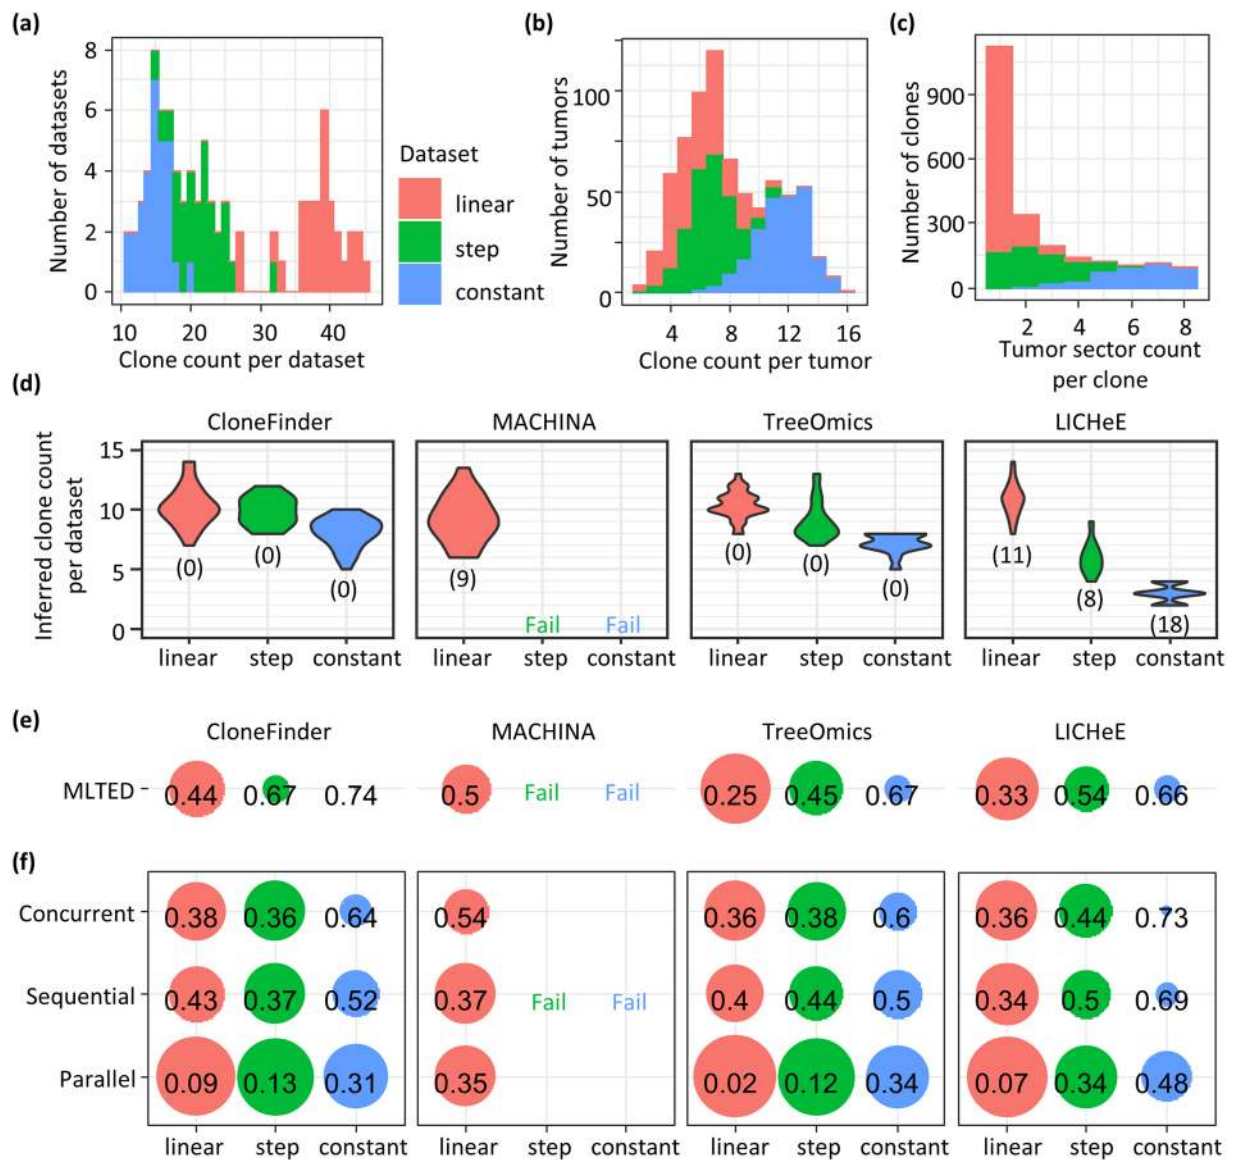 (a)
(b)
(c)
8
6
4
2
0
Number of datasets
10 20 30 40
Clone count per dataset
Dataset
linear
step
constant
100
50
0
Number of tumors
4 8 12 16
Clone count per tumor
900
600
300
0
Number of clones
2 4 6 8
Tumor sector count
per clone
(d)
CloneFinder MACHINA TreeOmics LICHeE
15
10
5
0
Inferred clone count
per dataset
(0) (0) (0)
(9) Fail Fail
(0) (0) (0)
(11) (8) (18)
linear step constant linear step constant linear step constant linear step constant
(e)
CloneFinder MACHINA TreeOmics LICHeE
MLTED 0.44 0.67 0.74 0.5 Fail Fail 0.25 0.45 0.67 0.33 0.54 0.66
(f)
Concurrent 0.38 0.36 0.64 0.54 0.36 0.38 0.6 0.36 0.44 0.73
Sequential 0.43 0.37 0.52 0.37 Fail Fail 0.4 0.44 0.5 0.34 0.5 0.69
Parallel 0.09 0.13 0.31 0.35 0.02 0.12 0.34 0.07 0.34 0.48
linear step constant linear step constant linear step constant linear step constant